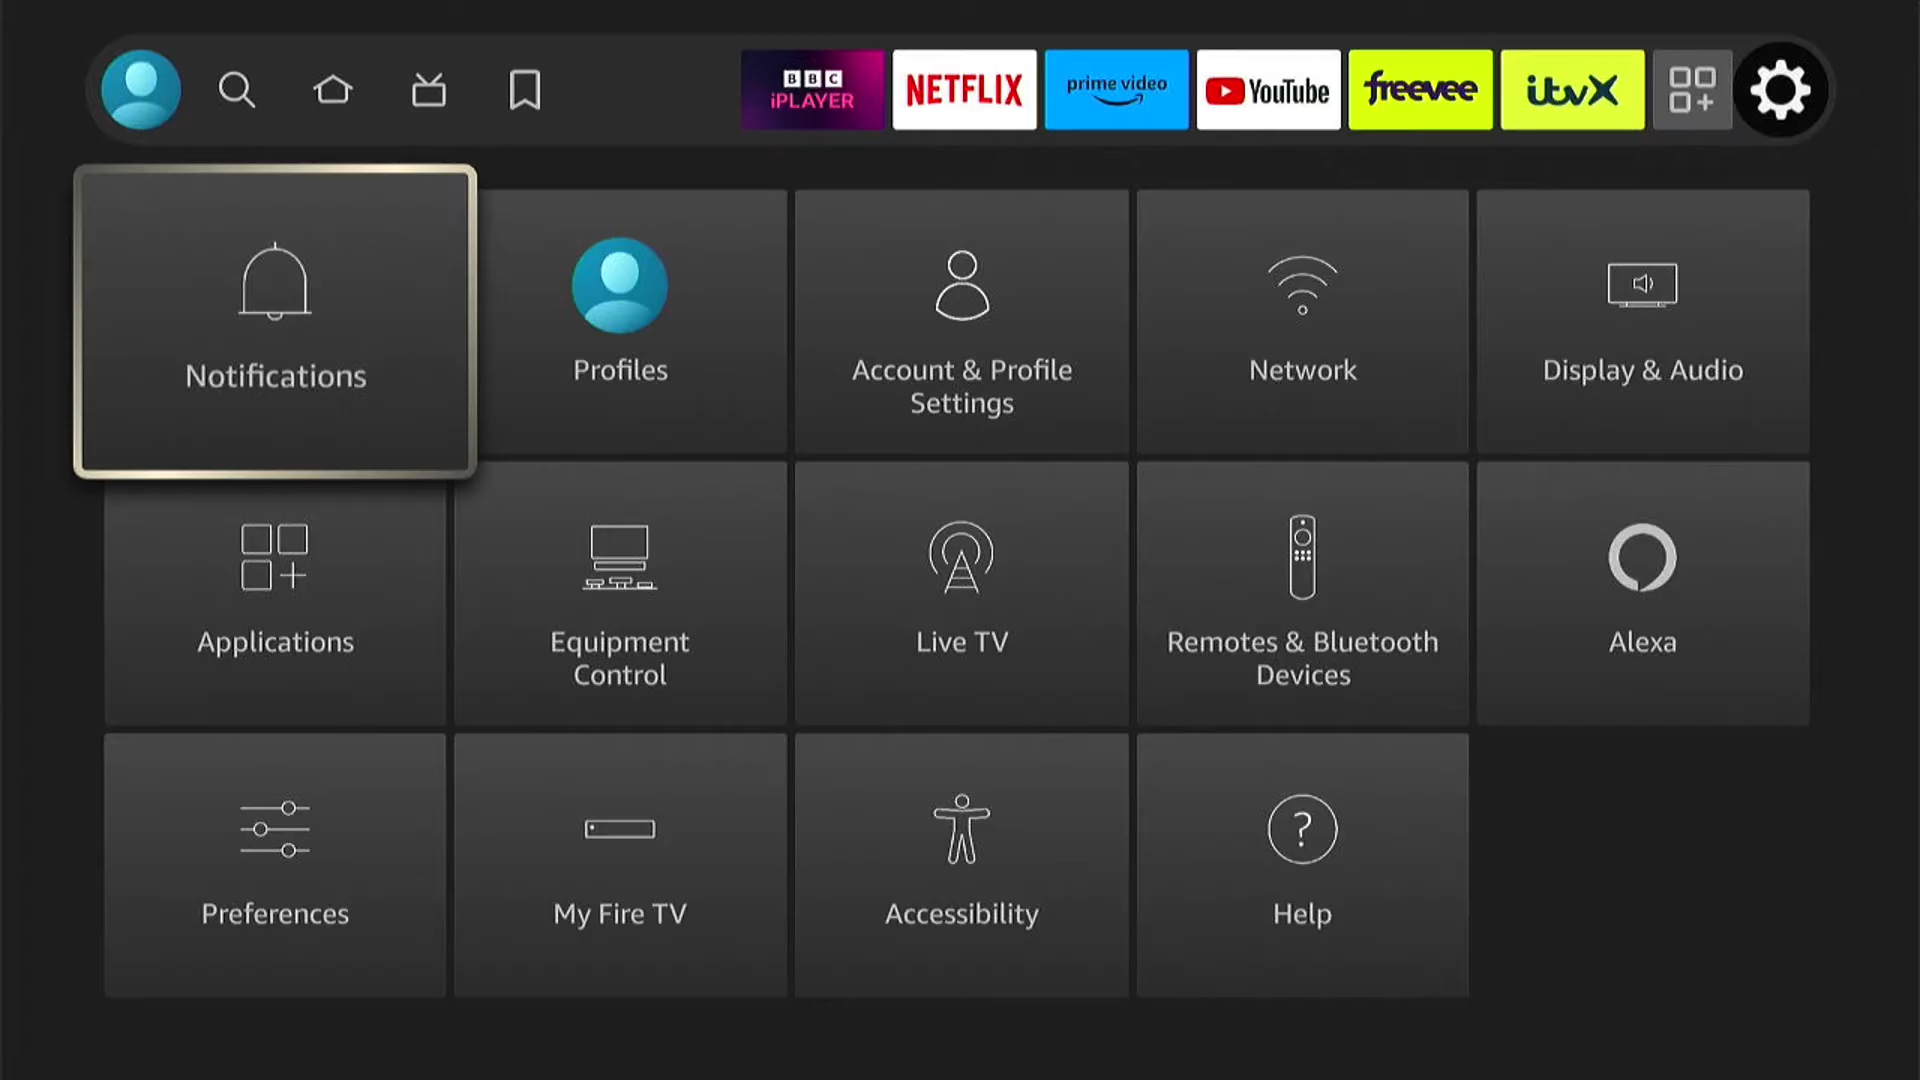 BBC
iPLAYER
NETFLIX
prime video
YouTube
freevee
itvX
Notifications
Profiles
Account & Profile
Settings
Network
Display & Audio
Applications
Equipment
Control
Live TV
Remotes & Bluetooth
Devices
Alexa
Preferences
My Fire TV
Accessibility
?
Help